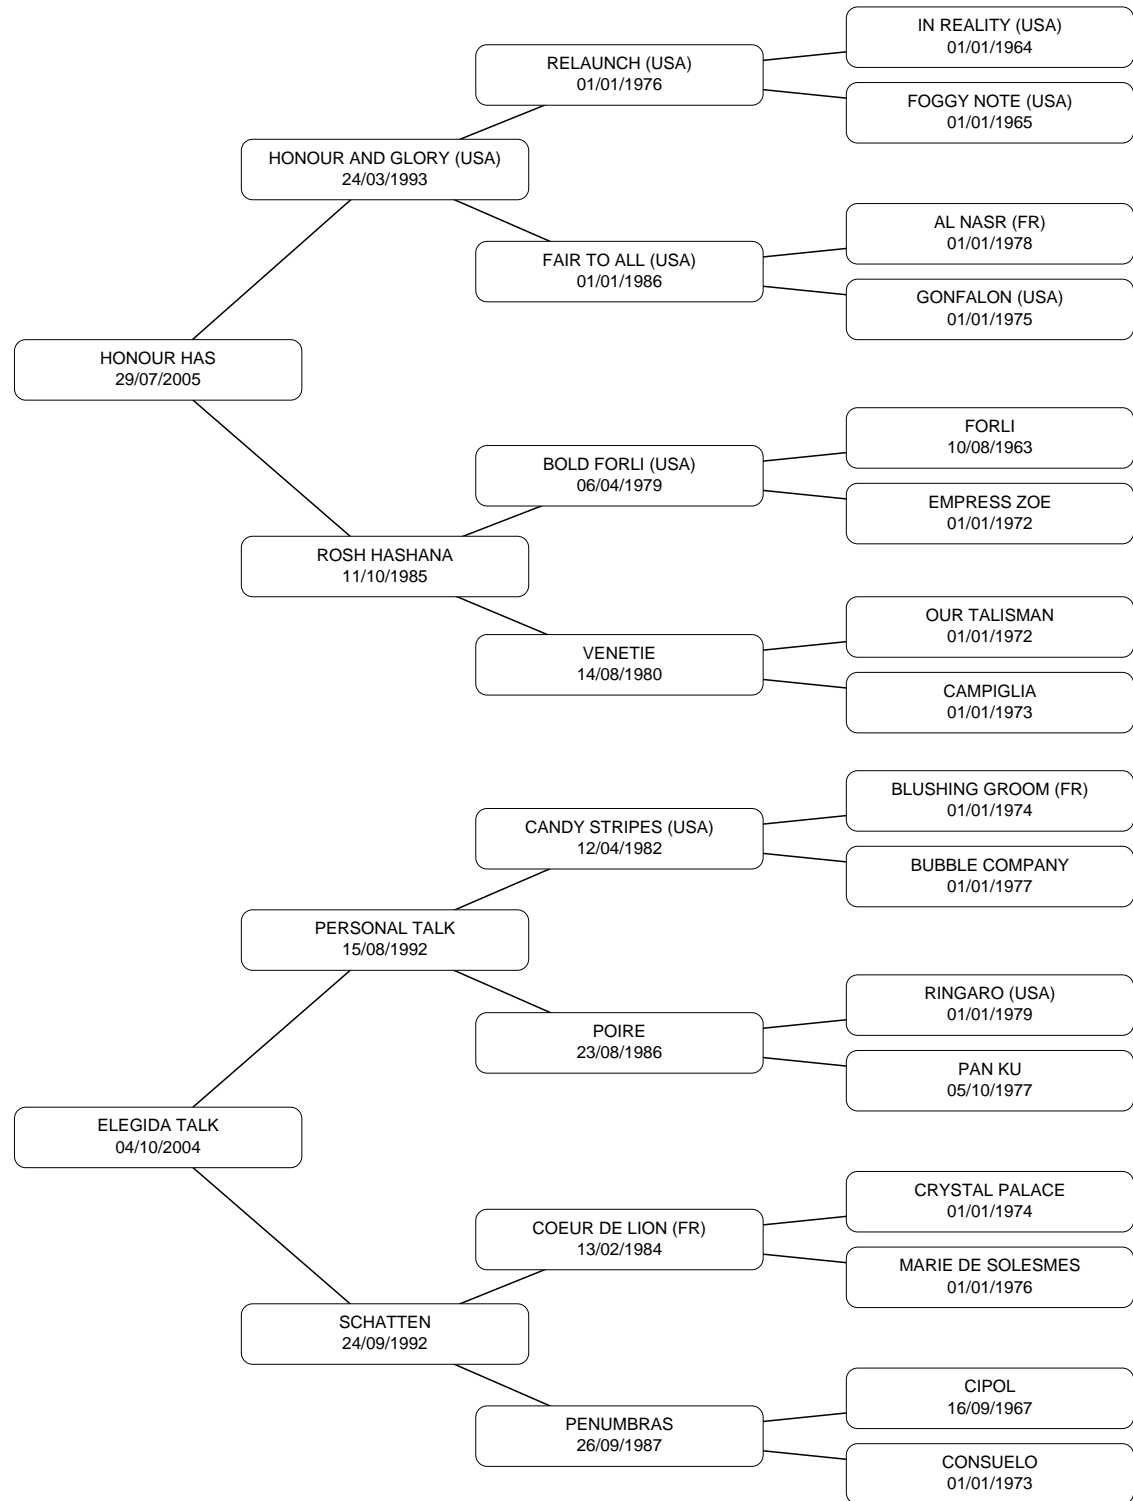 IN REALITY (USA)
01/01/1964
RELAUNCH (USA)
01/01/1976
FOGGY NOTE (USA)
01/01/1965
HONOUR AND GLORY (USA)
24/03/1993
AL NASR (FR)
01/01/1978
FAIR TO ALL (USA)
01/01/1986
GONFALON (USA)
01/01/1975
HONOUR HAS
29/07/2005
FORLI
10/08/1963
BOLD FORLI (USA)
06/04/1979
EMPRESS ZOE
01/01/1972
ROSH HASHANA
11/10/1985
OUR TALISMAN
01/01/1972
VENETIE
14/08/1980
CAMPIGLIA
01/01/1973
BLUSHING GROOM (FR)
01/01/1974
CANDY STRIPES (USA)
12/04/1982
BUBBLE COMPANY
01/01/1977
PERSONAL TALK
15/08/1992
RINGARO (USA)
01/01/1979
POIRE
23/08/1986
PAN KU
05/10/1977
ELEGIDA TALK
04/10/2004
CRYSTAL PALACE
01/01/1974
COEUR DE LION (FR)
13/02/1984
MARIE DE SOLESMES
01/01/1976
SCHATTEN
24/09/1992
CIPOL
16/09/1967
PENUMBRAS
26/09/1987
CONSUELO
01/01/1973